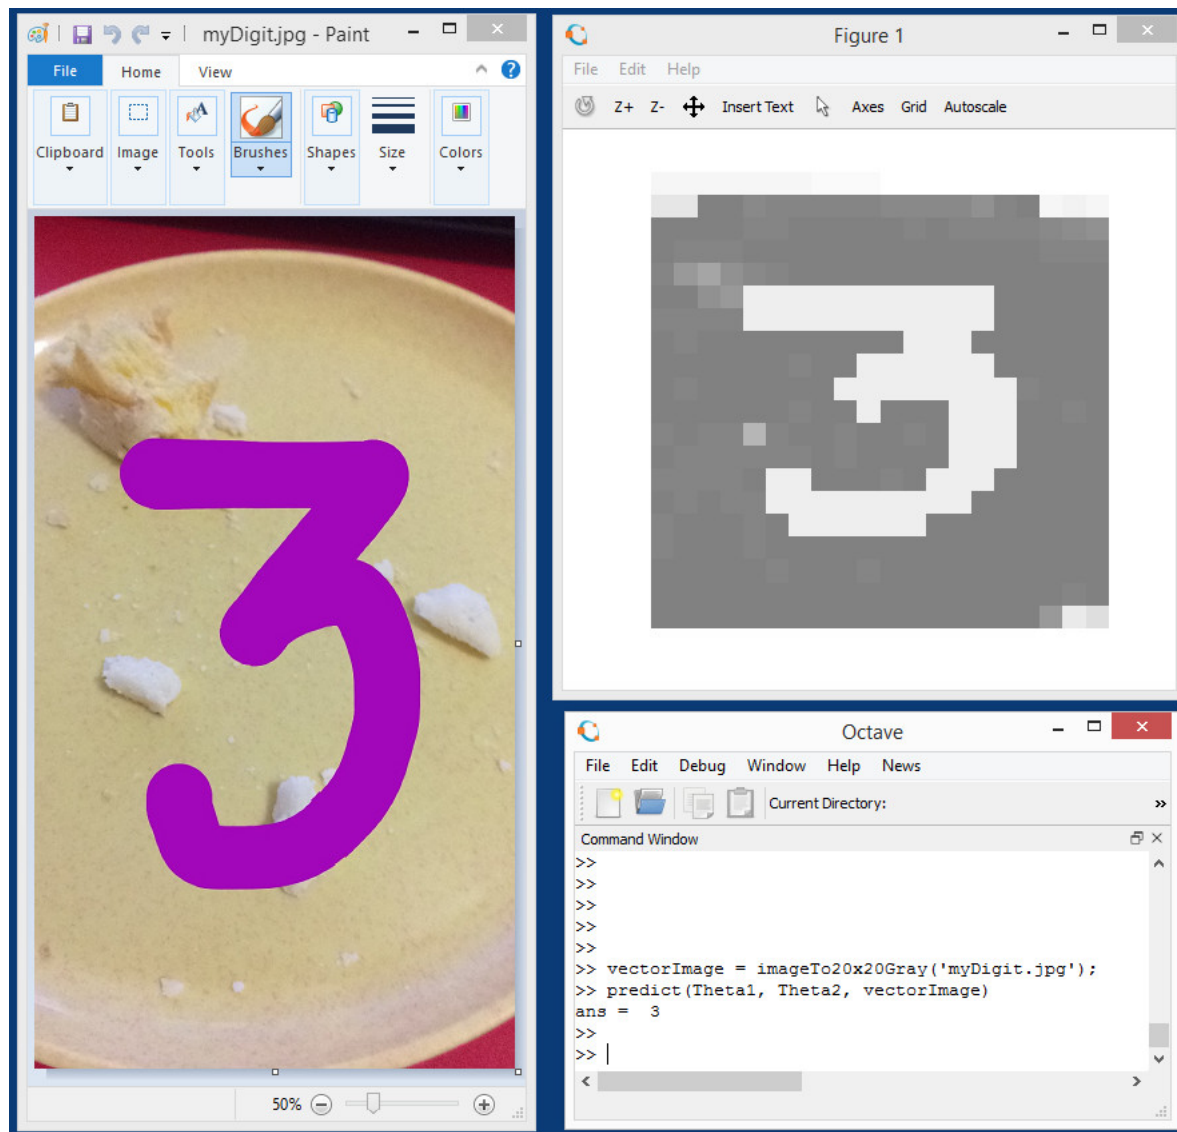 myDigit.jpg - Paint
File Home View
Clipboard Image Tools Brushes Shapes Size Colors
3
50%
Figure 1
File Edit Help
Z+ Z- Insert Text Axes Grid Autoscale
3
Octave
File Edit Debug Window Help News
Current Directory:
Command Window
>>
>>
>>
>>
>>
>> vectorImage = imageTo20x20Gray('myDigit.jpg');
>> predict(Theta1, Theta2, vectorImage)
ans =  3
>>
>>